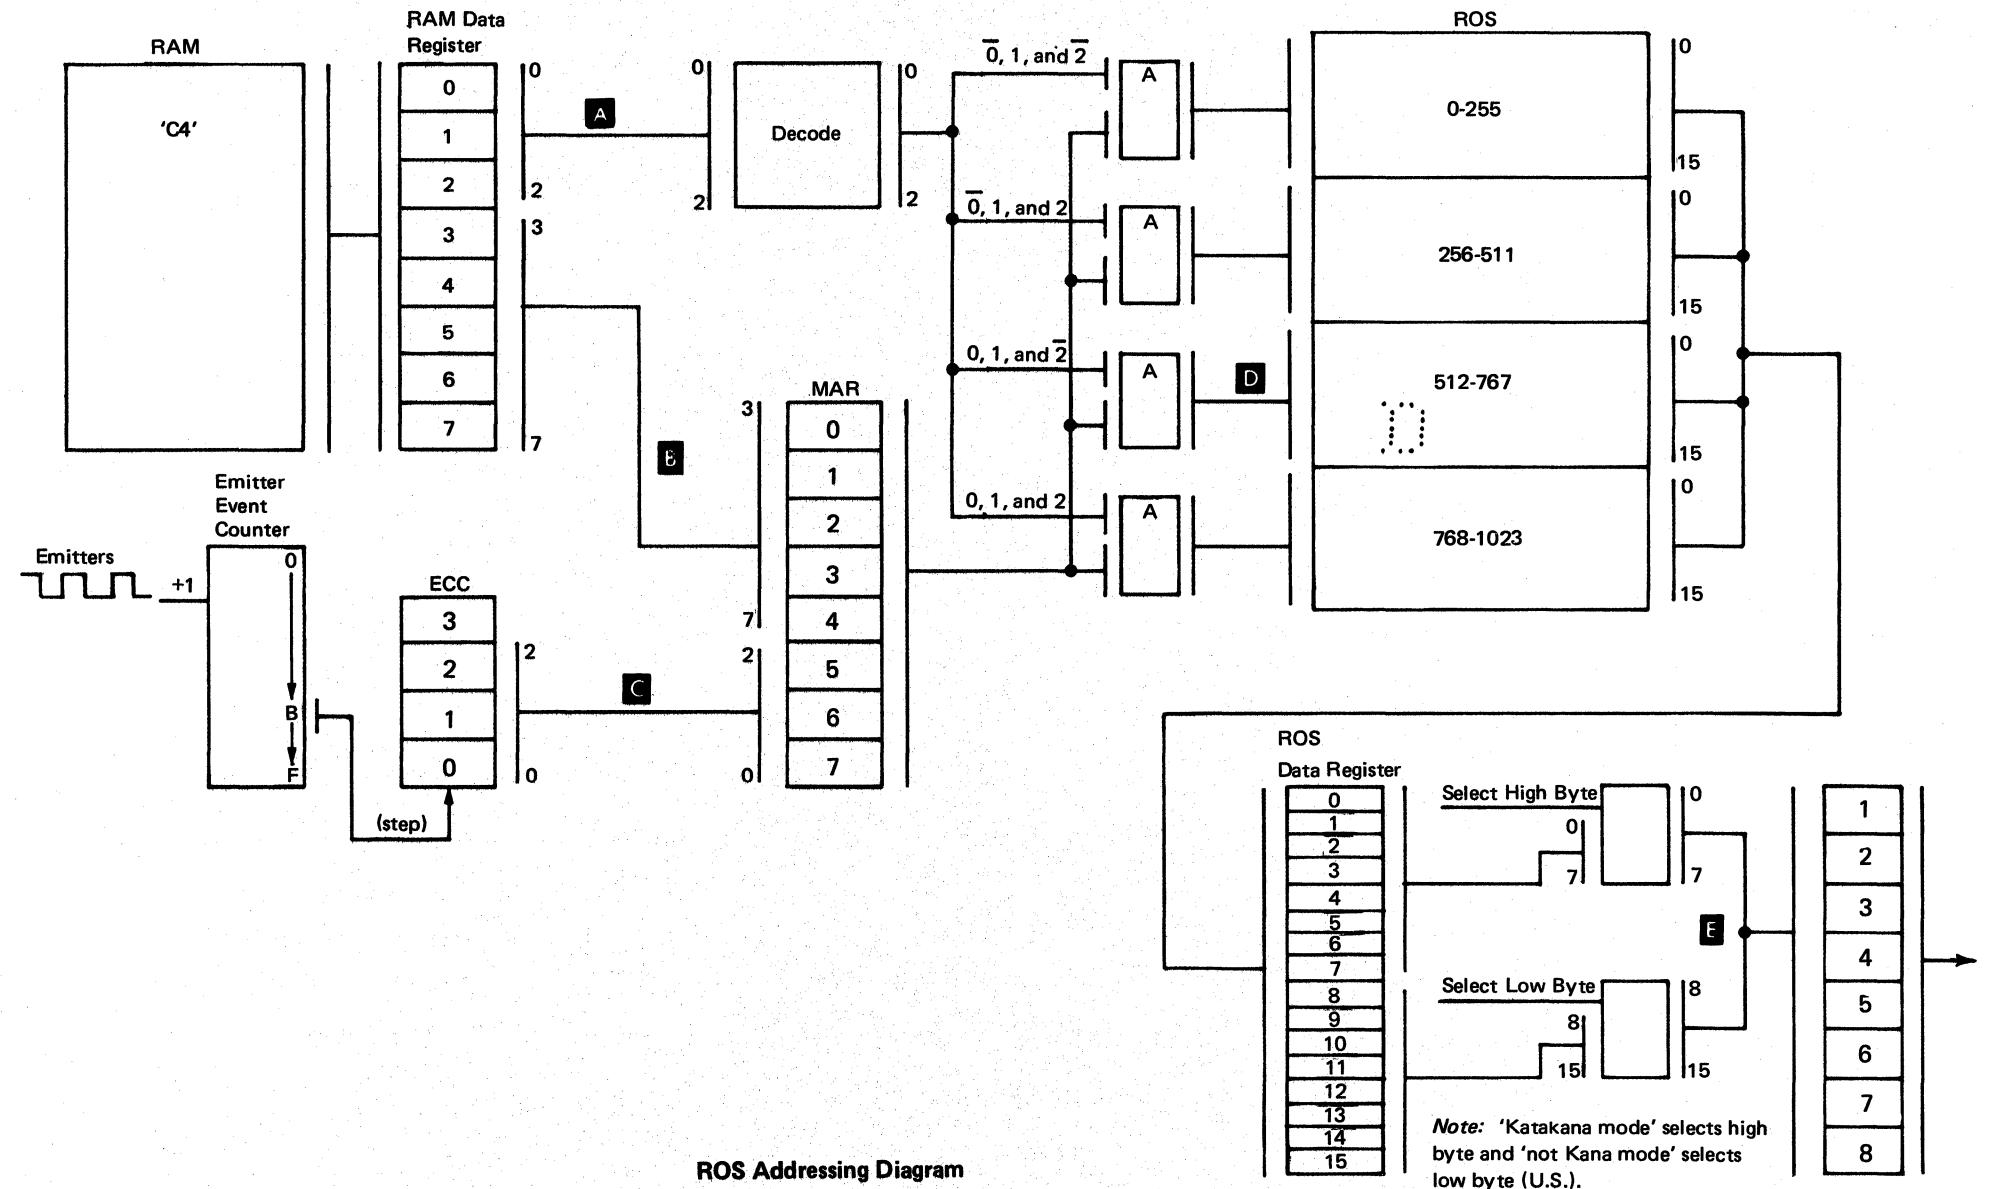 RAM
'C4'
RAM Data
Register
0
1
2
3
4
5
6
7
0
2
3
7
A
B
0
2
Decode
0
2
0̅, 1, and 2̅
0̅, 1, and 2
0, 1, and 2̅
0, 1, and 2
A
A
A
A
D
ROS
0-255
256-511
512-767
768-1023
0
15
0
15
0
15
0
15
Emitter
Event
Counter
Emitters
+1
0
B
F
(step)
ECC
3
2
1
0
2
0
C
MAR
3
7
2
0
0
1
2
3
4
5
6
7
ROS
Data Register
0
1
2
3
4
5
6
7
8
9
10
11
12
13
14
15
Select High Byte
0
7
0
7
E
Select Low Byte
8
15
8
15
1
2
3
4
5
6
7
8
Note: 'Katakana mode' selects high
byte and 'not Kana mode' selects
low byte (U.S.).
ROS Addressing Diagram